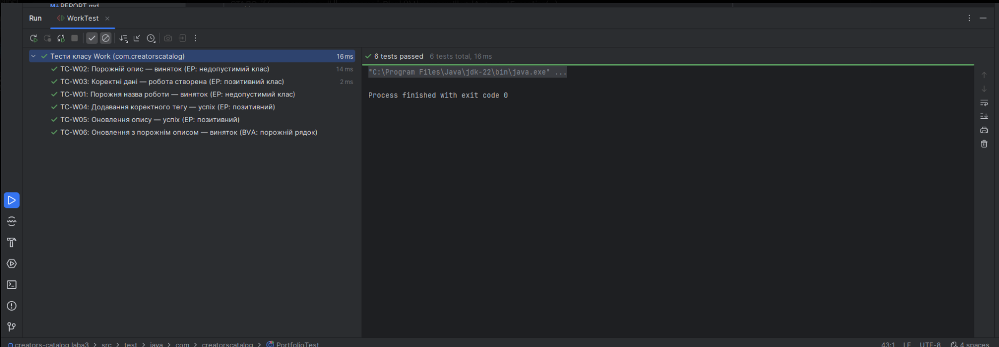 REPORT.md
Run WorkTest
Тести класу Work (com.creatorscatalog) 16 ms
TC-W02: Порожній опис — виняток (EP: недопустимий клас) 14 ms
TC-W03: Коректні дані — робота створена (EP: позитивний клас) 2 ms
TC-W01: Порожня назва роботи — виняток (EP: недопустимий клас)
TC-W04: Додавання коректного тегу — успіх (EP: позитивний)
TC-W05: Оновлення опису — успіх (EP: позитивний)
TC-W06: Оновлення з порожнім описом — виняток (BVA: порожній рядок)
6 tests passed 6 tests total, 16 ms
"C:\Program Files\Java\jdk-22\bin\java.exe" ...
Process finished with exit code 0
creators-catalog laba3 > src > test > java > com > creatorscatalog > PortfolioTest
43:1 LF UTF-8 4 spaces